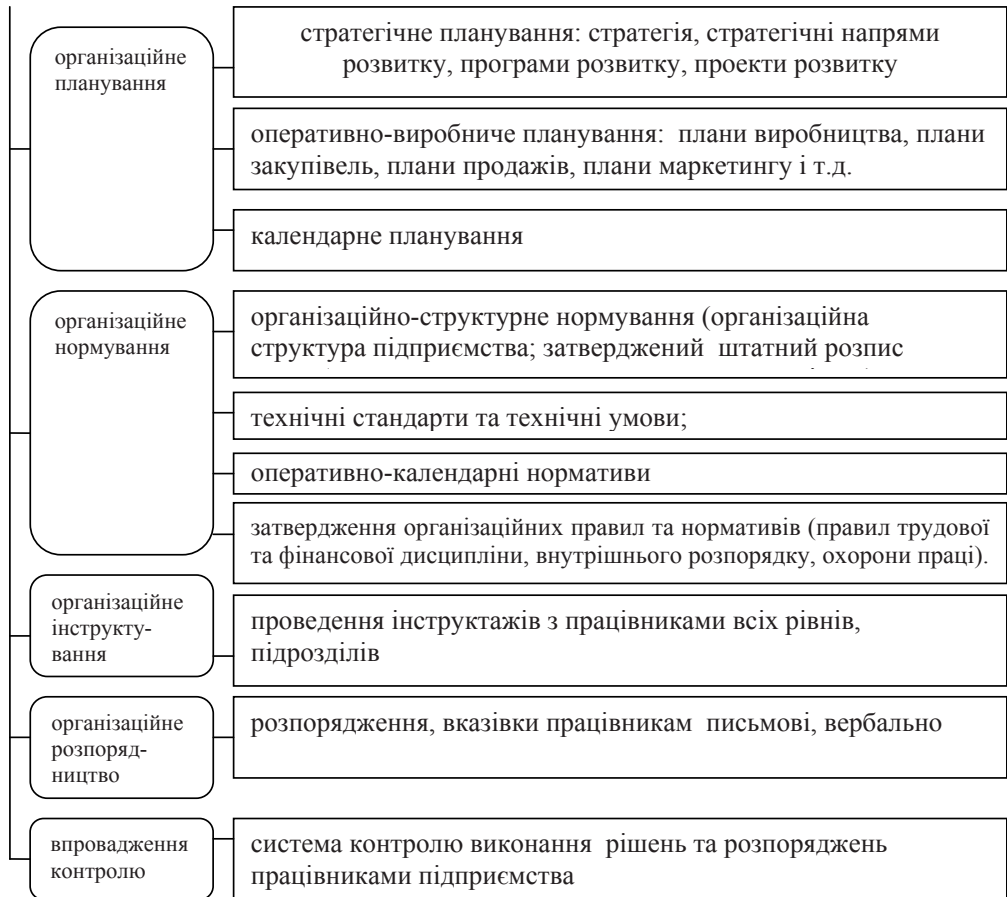 організаційне
планування
стратегічне планування: стратегія, стратегічні напрями
розвитку, програми розвитку, проекти розвитку
оперативно-виробниче планування: плани виробництва, плани
закупівель, плани продажів, плани маркетингу і т.д.
календарне планування
організаційне
нормування
організаційно-структурне нормування (організаційна
структура підприємства; затверджений штатний розпис
технічні стандарти та технічні умови;
оперативно-календарні нормативи
затвердження організаційних правил та нормативів (правил трудової
та фінансової дисципліни, внутрішнього розпорядку, охорони праці).
організаційне
інструкту-
вання
проведення інструктажів з працівниками всіх рівнів,
підрозділів
організаційне
розпоряд-
ництво
розпорядження, вказівки працівникам письмові, вербально
впровадження
контролю
система контролю виконання рішень та розпоряджень
працівниками підприємства